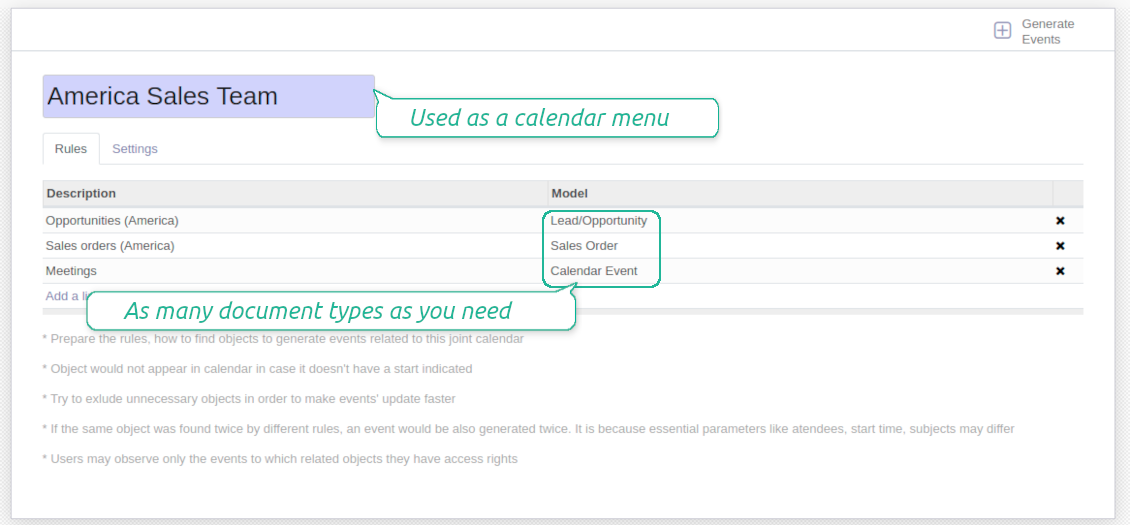 Generate
Events
America Sales Team
Used as a calendar menu
Rules Settings
Description Model
Opportunities (America) Lead/Opportunity
Sales orders (America) Sales Order
Meetings Calendar Event
Add a
As many document types as you need
* Prepare the rules, how to find objects to generate events related to this joint calendar
* Object would not appear in calendar in case it doesn't have a start indicated
* Try to exlude unnecessary objects in order to make events' update faster
* If the same object was found twice by different rules, an event would be also generated twice. It is because essential parameters like atendees, start time, subjects may differ
* Users may observe only the events to which related objects they have access rights